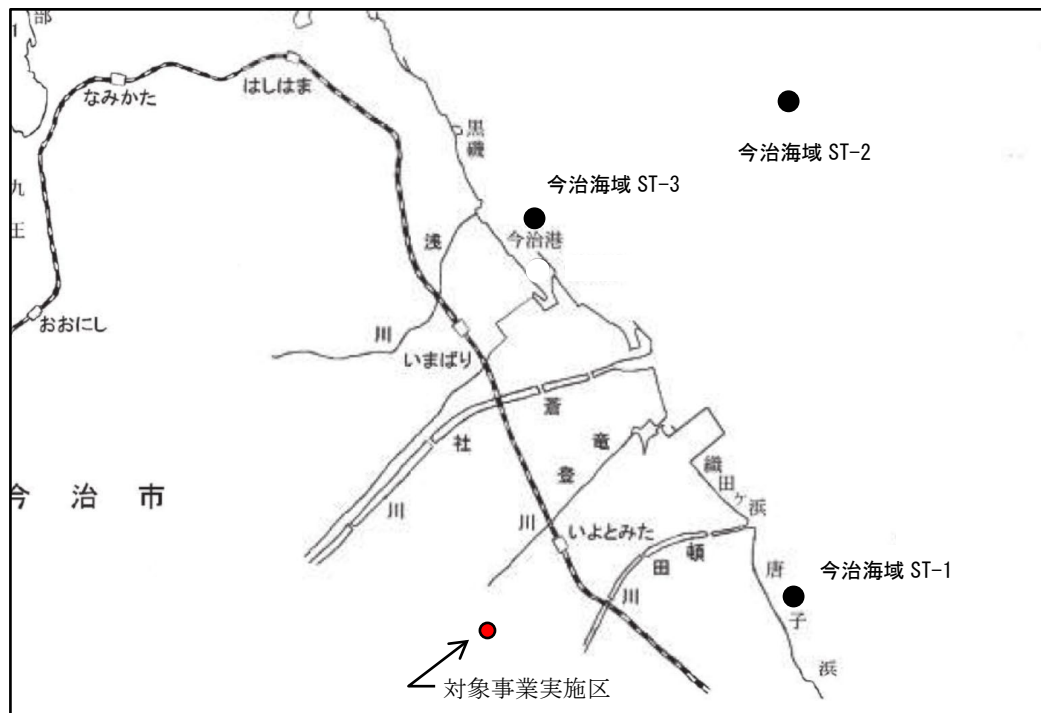 部
はしはま
なみかた
黒磯
今治海域 ST-2
今治海域 ST-3
九王
今治港
浅川
おおにし
いまばり
蒼社川
竜登川
織田ヶ浜
今治市
いよとみた
頓田川
唐子浜
今治海域 ST-1
対象事業実施区